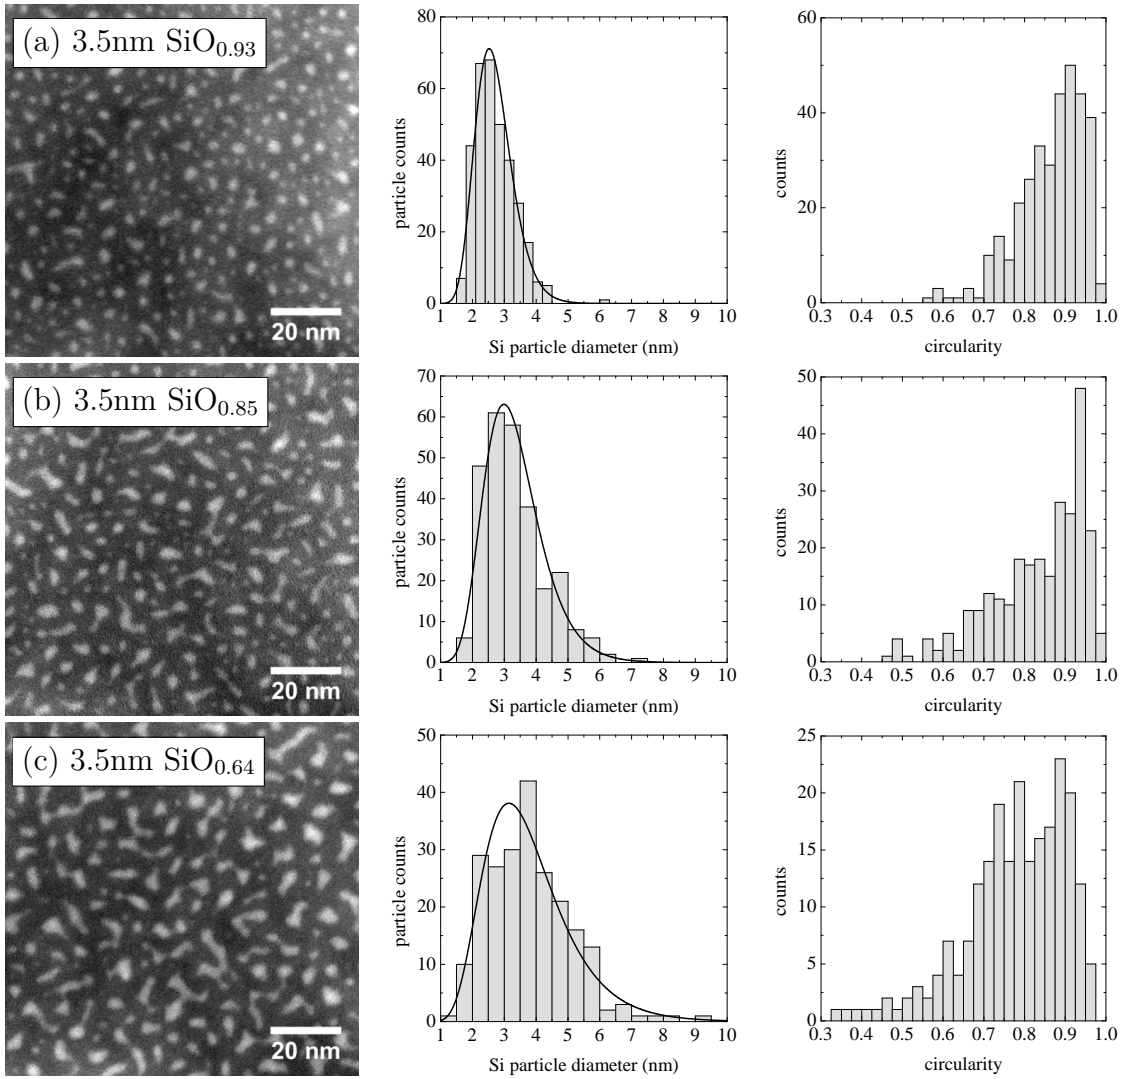 (a) 3.5nm SiO0.93
20 nm
80
60
40
20
0
particle counts
1 2 3 4 5 6 7 8 9 10
Si particle diameter (nm)
60
40
20
0
counts
0.3 0.4 0.5 0.6 0.7 0.8 0.9 1.0
circularity
(b) 3.5nm SiO0.85
20 nm
70
60
50
40
30
20
10
0
particle counts
1 2 3 4 5 6 7 8 9 10
Si particle diameter (nm)
50
40
30
20
10
0
counts
0.3 0.4 0.5 0.6 0.7 0.8 0.9 1.0
circularity
(c) 3.5nm SiO0.64
20 nm
50
40
30
20
10
0
particle counts
1 2 3 4 5 6 7 8 9 10
Si particle diameter (nm)
25
20
15
10
5
0
counts
0.3 0.4 0.5 0.6 0.7 0.8 0.9 1.0
circularity